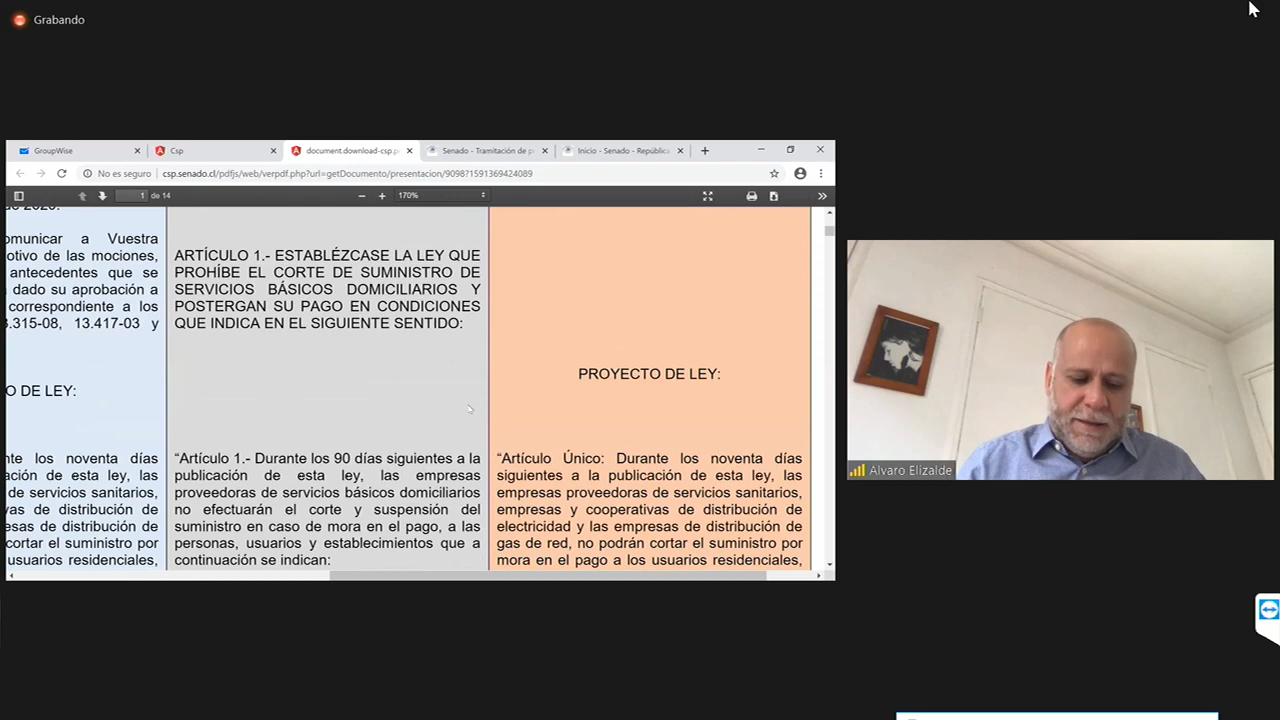 Grabando
GroupWise
Csp
document.download-csp.p
Senado - Tramitación de p
Inicio - Senado - República
No es seguro
csp.senado.cl/pdfjs/web/verpdf.php?url=getDocumento/presentacion/9098?1591369424089
1 de 14
170%
omunicar a Vuestra
otivo de las mociones,
antecedentes que se
dado su aprobación a
correspondiente a los
3.315-08, 13.417-03 y
O DE LEY:
nte los noventa días
ación de esta ley, las
de servicios sanitarios,
vas de distribución de
esas de distribución de
cortar el suministro por
usuarios residenciales,
ARTÍCULO 1.- ESTABLÉZCASE LA LEY QUE
PROHÍBE EL CORTE DE SUMINISTRO DE
SERVICIOS BÁSICOS DOMICILIARIOS Y
POSTERGAN SU PAGO EN CONDICIONES
QUE INDICA EN EL SIGUIENTE SENTIDO:
“Artículo 1.- Durante los 90 días siguientes a la
publicación de esta ley, las empresas
proveedoras de servicios básicos domiciliarios
no efectuarán el corte y suspensión del
suministro en caso de mora en el pago, a las
personas, usuarios y establecimientos que a
continuación se indican:
PROYECTO DE LEY:
“Artículo Único: Durante los noventa días
siguientes a la publicación de esta ley, las
empresas proveedoras de servicios sanitarios,
empresas y cooperativas de distribución de
electricidad y las empresas de distribución de
gas de red, no podrán cortar el suministro por
mora en el pago a los usuarios residenciales,
Alvaro Elizalde